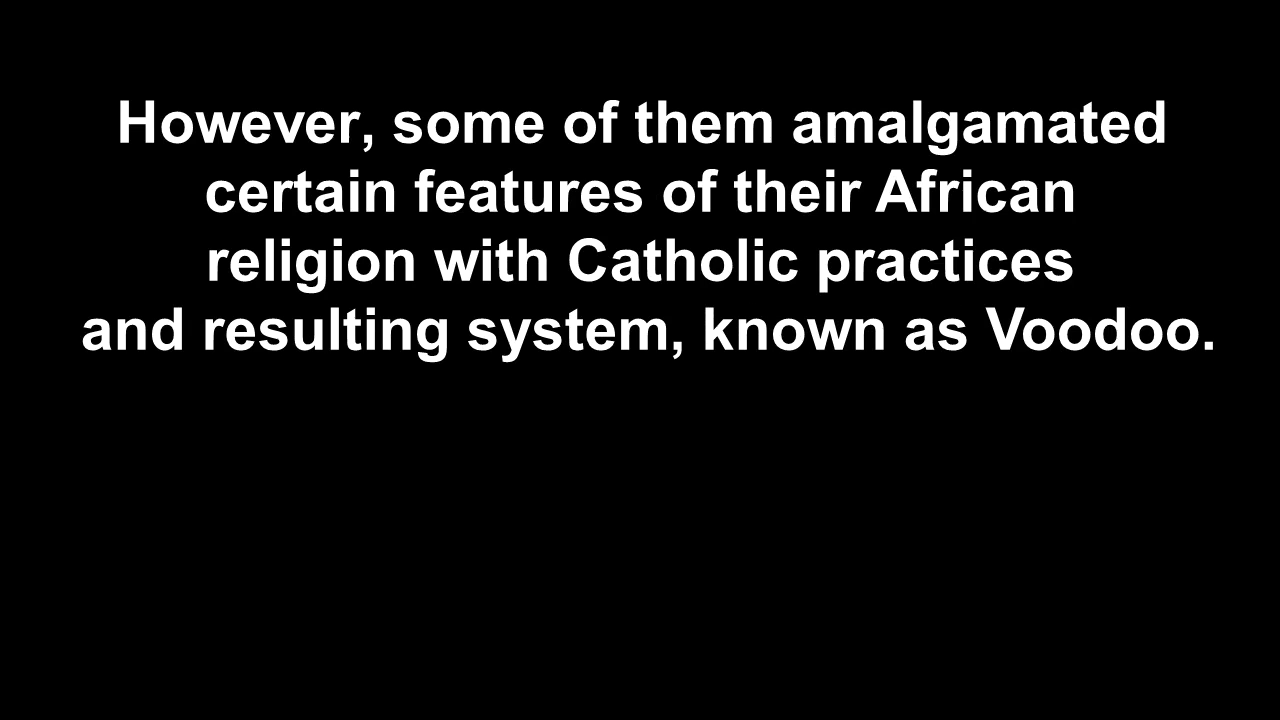 However, some of them amalgamated
certain features of their African
religion with Catholic practices
and resulting system, known as Voodoo.